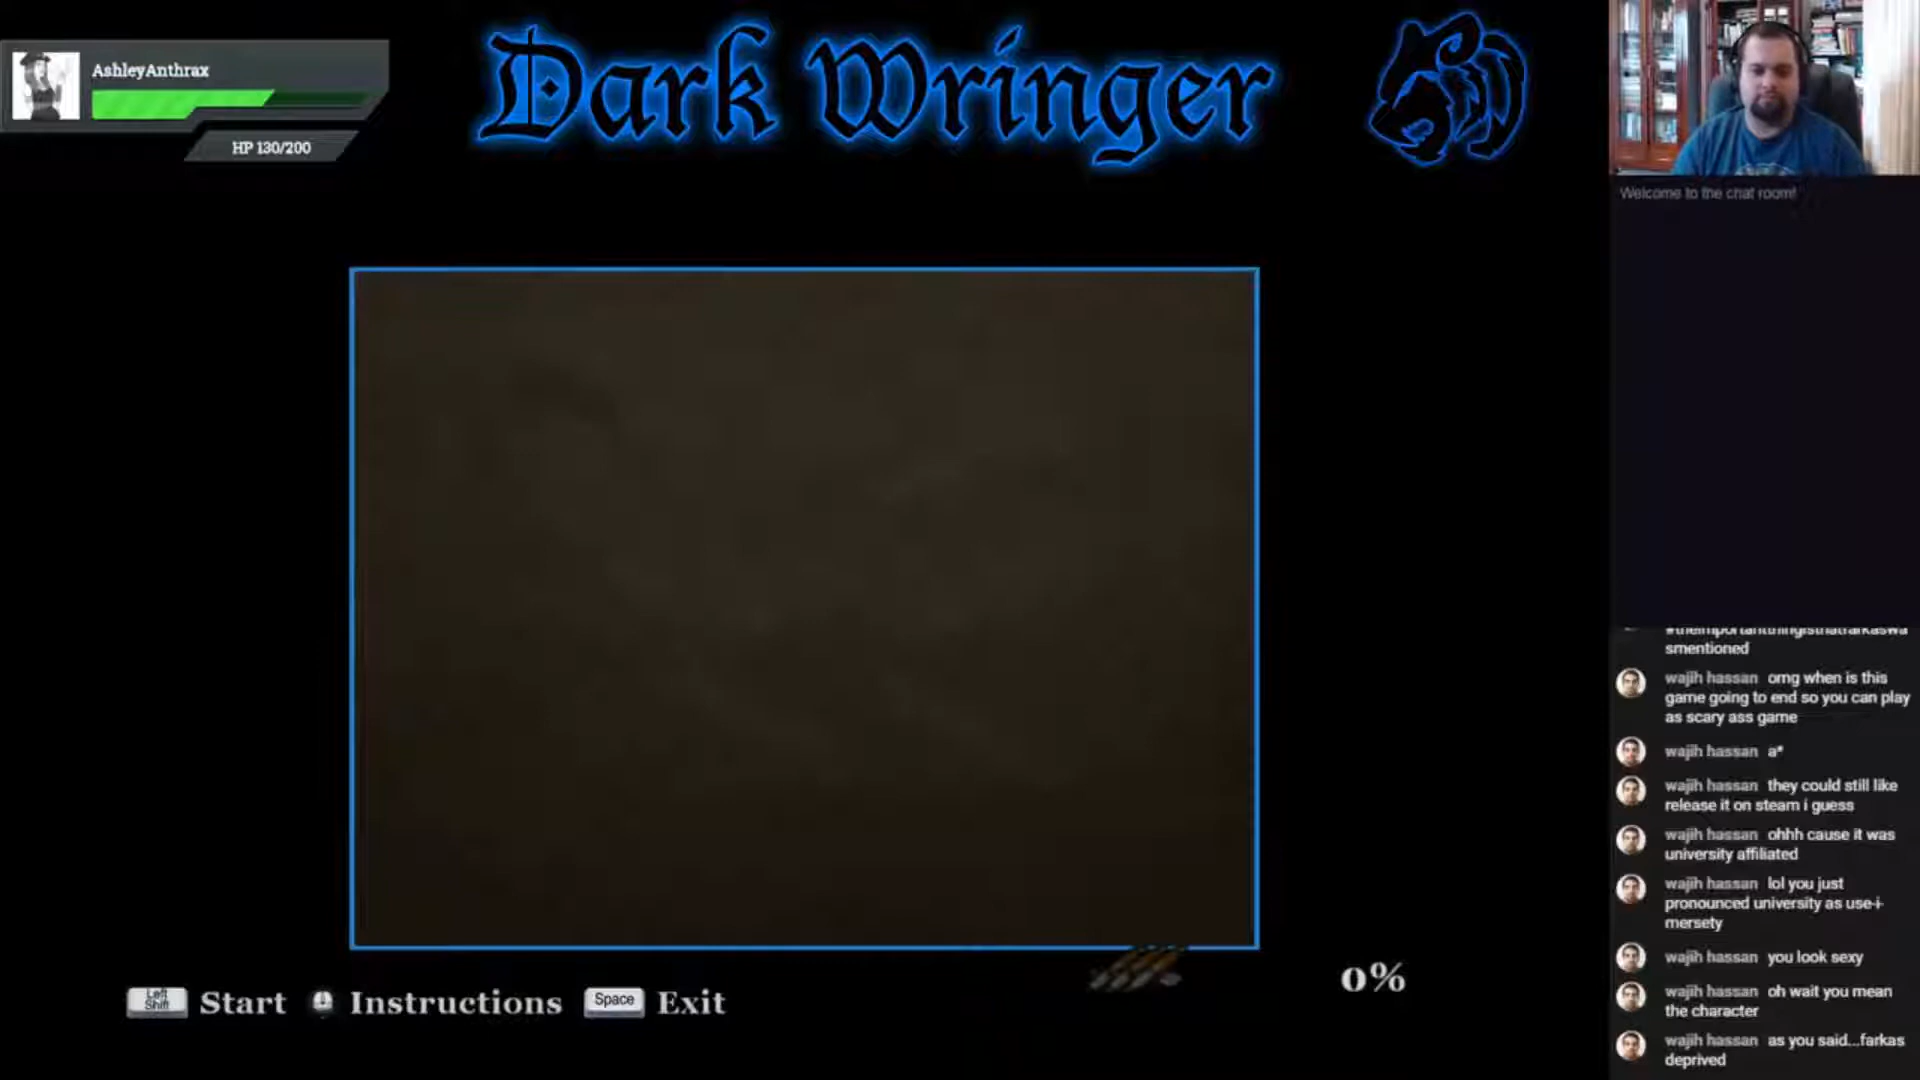 AshleyAnthrax
HP 130/200
Dark Wringer
Welcome to the chat room!
smentioned
wajih hassan omg when is this
game going to end so you can play
as scary ass game
wajih hassan a*
wajih hassan they could still like
release it on steam i guess
wajih hassan ohhh cause it was
university affiliated
wajih hassan lol you just
pronounced university as use-i-
mersety
wajih hassan you look sexy
wajih hassan oh wait you mean
the character
wajih hassan as you said...farkas
deprived
0%
Left Shift Start Instructions Space Exit